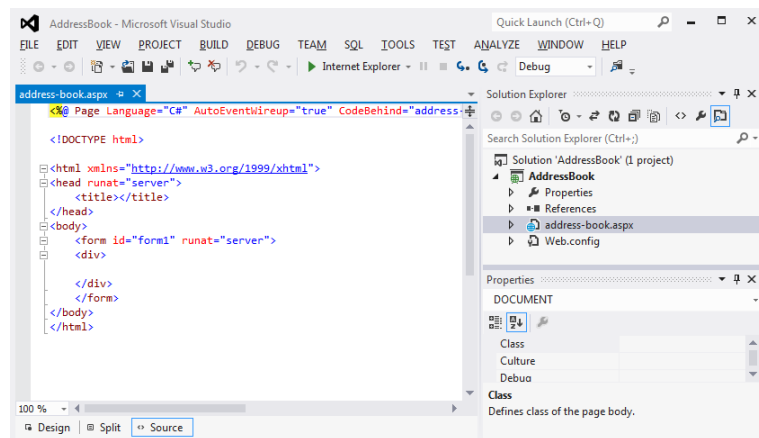 AddressBook - Microsoft Visual Studio
Quick Launch (Ctrl+Q)
FILE EDIT VIEW PROJECT BUILD DEBUG TEAM SQL TOOLS TEST ANALYZE WINDOW HELP
Internet Explorer
Debug
address-book.aspx
<%@ Page Language="C#" AutoEventWireup="true" CodeBehind="address-
<!DOCTYPE html>
<html xmlns="http://www.w3.org/1999/xhtml">
<head runat="server">
<title></title>
</head>
<body>
<form id="form1" runat="server">
<div>
</div>
</form>
</body>
</html>
100 %
Design
Split
Source
Solution Explorer
Search Solution Explorer (Ctrl+;)
Solution 'AddressBook' (1 project)
AddressBook
Properties
References
address-book.aspx
Web.config
Properties
DOCUMENT
Class
Culture
Debug
Class
Defines class of the page body.